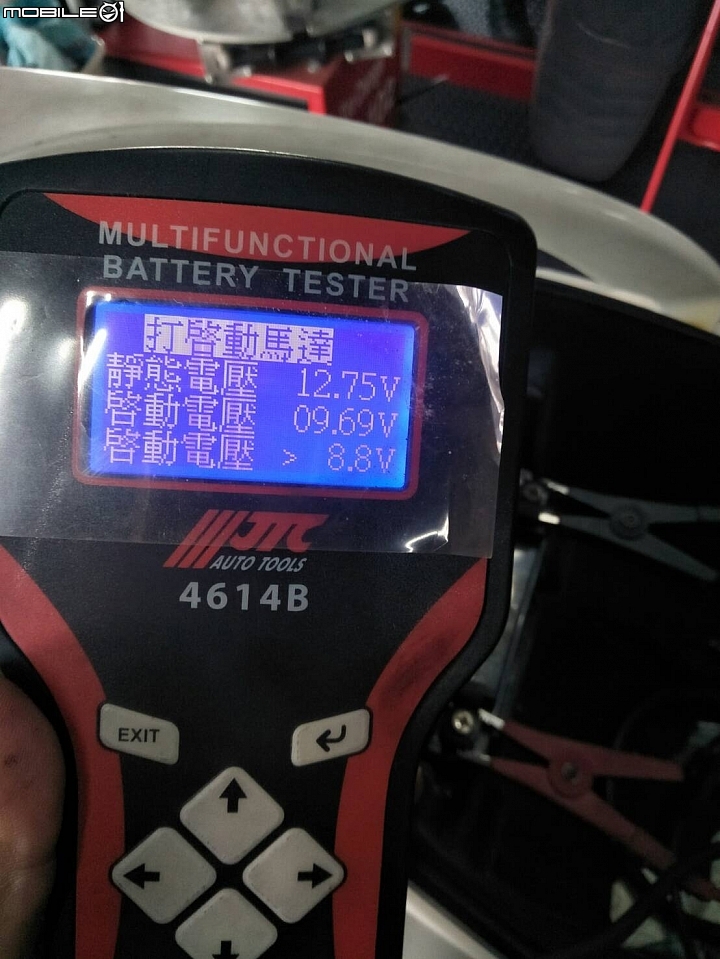 MOBILE01
MULTIFUNCTIONAL
BATTERY TESTER
打啓動馬達
靜態電壓 12.75V
啓動電壓 09.69V
啓動電壓 > 8.8V
JTC
AUTO TOOLS
4614B
EXIT